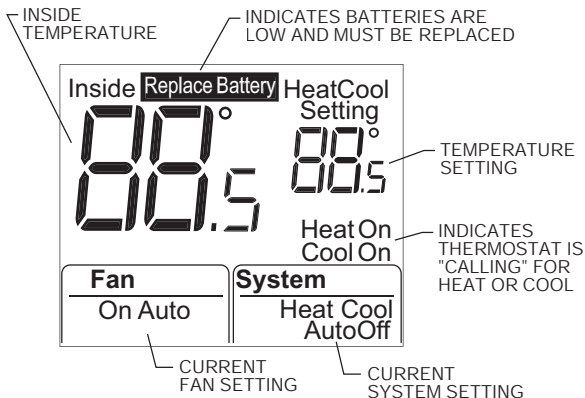 INSIDE
TEMPERATURE
INDICATES BATTERIES ARE
LOW AND MUST BE REPLACED
Inside Replace Battery HeatCool
Setting
88.5°
88.5°
TEMPERATURE
SETTING
Heat On
Cool On
INDICATES
THERMOSTAT IS
"CALLING" FOR
HEAT OR COOL
Fan
On Auto
System
Heat Cool
AutoOff
CURRENT
FAN SETTING
CURRENT
SYSTEM SETTING